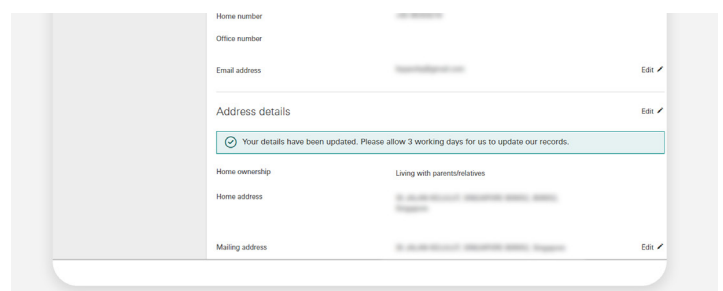 Home number
Office number
Email address
Edit
Address details
Edit
Your details have been updated. Please allow 3 working days for us to update our records.
Home ownership
Living with parents/relatives
Home address
Mailing address
Edit